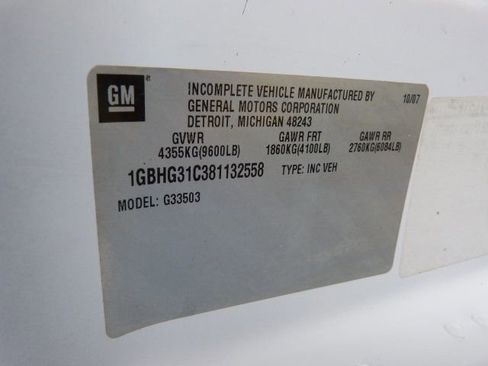 GM
INCOMPLETE VEHICLE MANUFACTURED BY 10/07
GENERAL MOTORS CORPORATION
DETROIT, MICHIGAN 48243
GVWR GAWR FRT GAWR RR
4355KG(9600LB) 1860KG(4100LB) 2760KG(6084LB)
1GBHG31C381132558 TYPE: INC VEH
MODEL: G33503